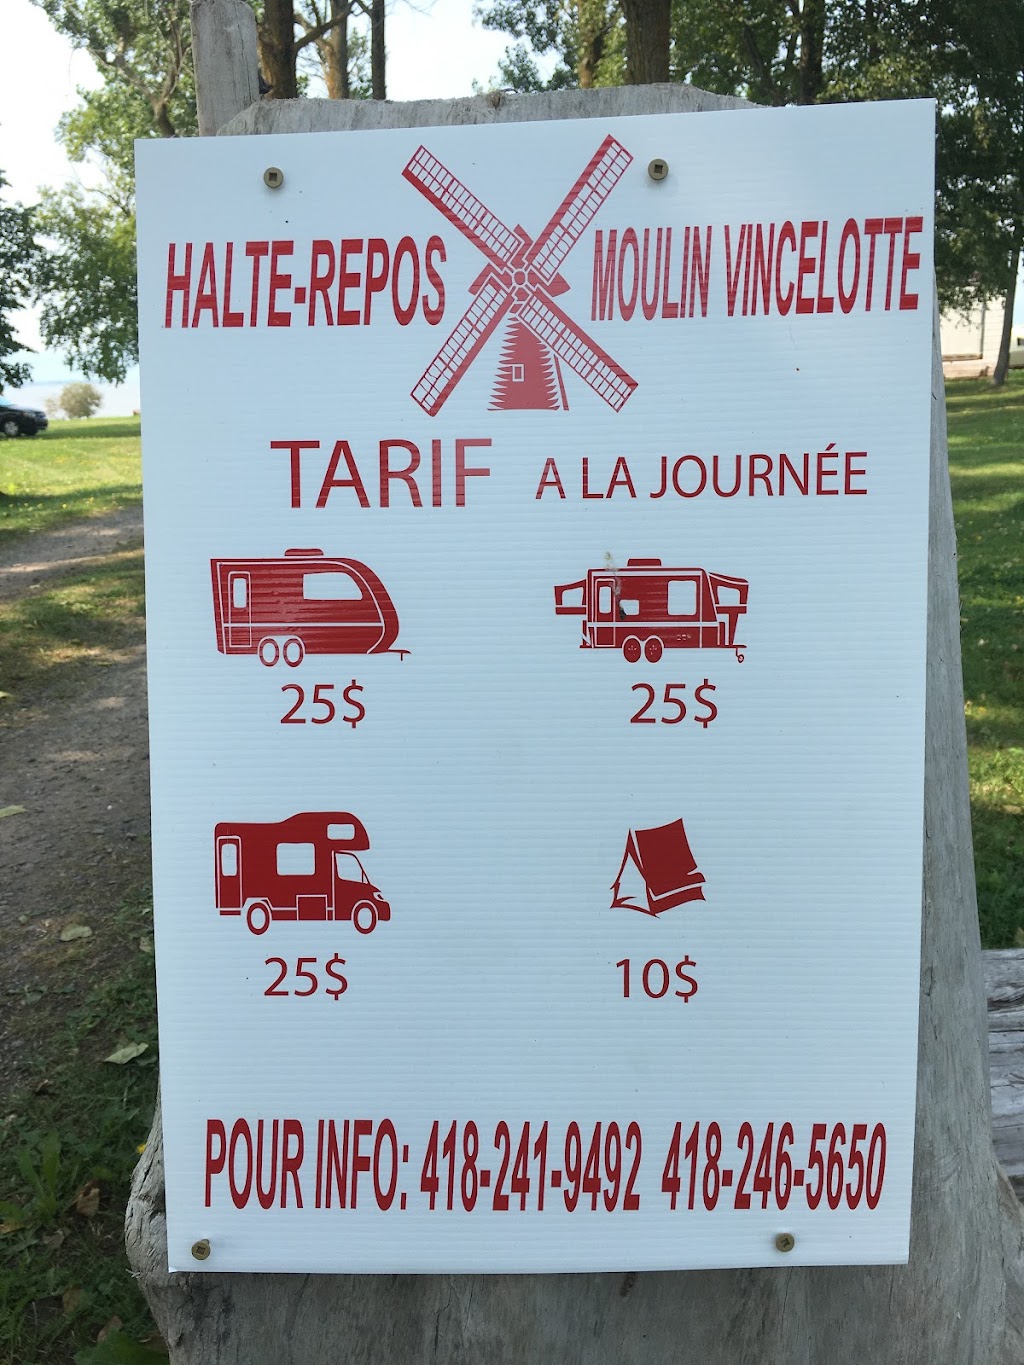 HALTE-REPOS MOULIN VINCELOTTE
TARIF A LA JOURNÉE
25$ 25$
25$ 10$
POUR INFO: 418-241-9492 418-246-5650